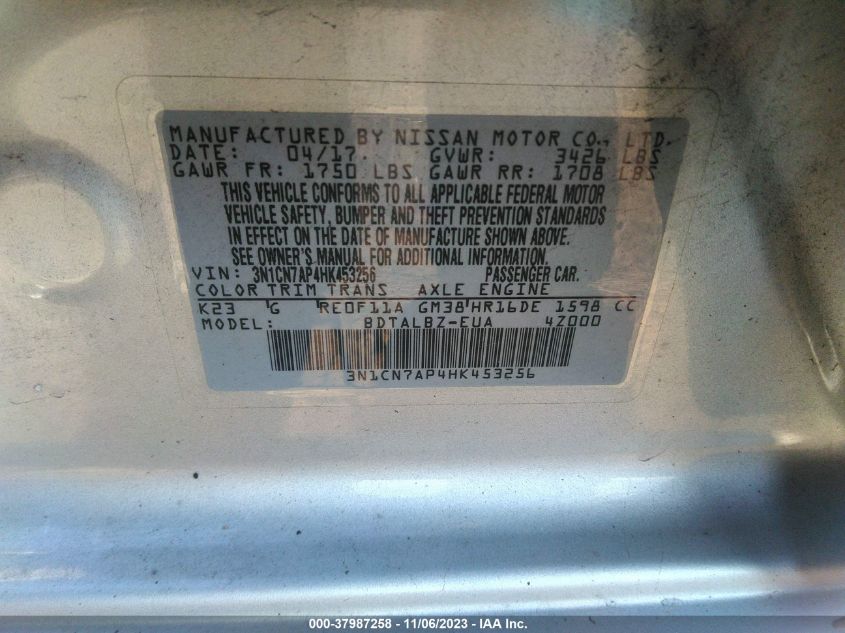 MANUFACTURED BY NISSAN MOTOR CO., LTD.
DATE: 04/17. GVWR: 3426 LBS
GAWR FR: 1750 LBS GAWR RR: 1708 LBS
THIS VEHICLE CONFORMS TO ALL APPLICABLE FEDERAL MOTOR
VEHICLE SAFETY, BUMPER AND THEFT PREVENTION STANDARDS
IN EFFECT ON THE DATE OF MANUFACTURE SHOWN ABOVE.
SEE OWNER'S MANUAL FOR ADDITIONAL INFORMATION.
VIN: 3N1CN7AP4HK453256 PASSENGER CAR.
COLOR TRIM TRANS AXLE ENGINE
K23 'G 'RE0F11A GM38'HR16DE 1598 CC
MODEL: BDTALBZ-EUA 4Z000
3N1CN7AP4HK453256
000-37987258 - 11/06/2023 - IAA Inc.